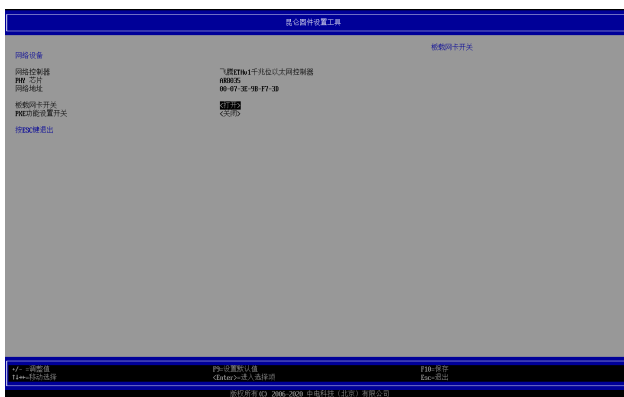 昆仑固件设置工具
网络设备
板载网卡开关
网络控制器 飞腾ETHv1千兆位以太网控制器
PHY 芯片 AR8035
网络地址 00-07-3E-9B-F7-3D
板载网卡开关 <打开>
PXE功能设置开关 <关闭>
按ESC键退出
+/- =调整值 F9=设置默认值 F10=保存
↑↓←→=移动选择 <Enter>=进入选择项 Esc=退出
版权所有(C) 2006-2020 中电科技（北京）有限公司